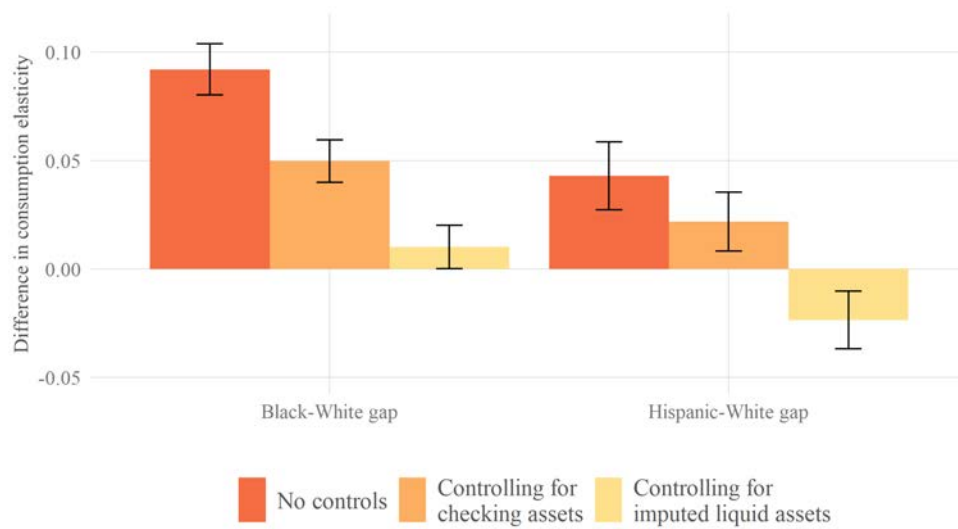 Difference in consumption elasticity
0.10
0.05
0.00
-0.05
Black-White gap
Hispanic-White gap
No controls
Controlling for
checking assets
Controlling for
imputed liquid assets